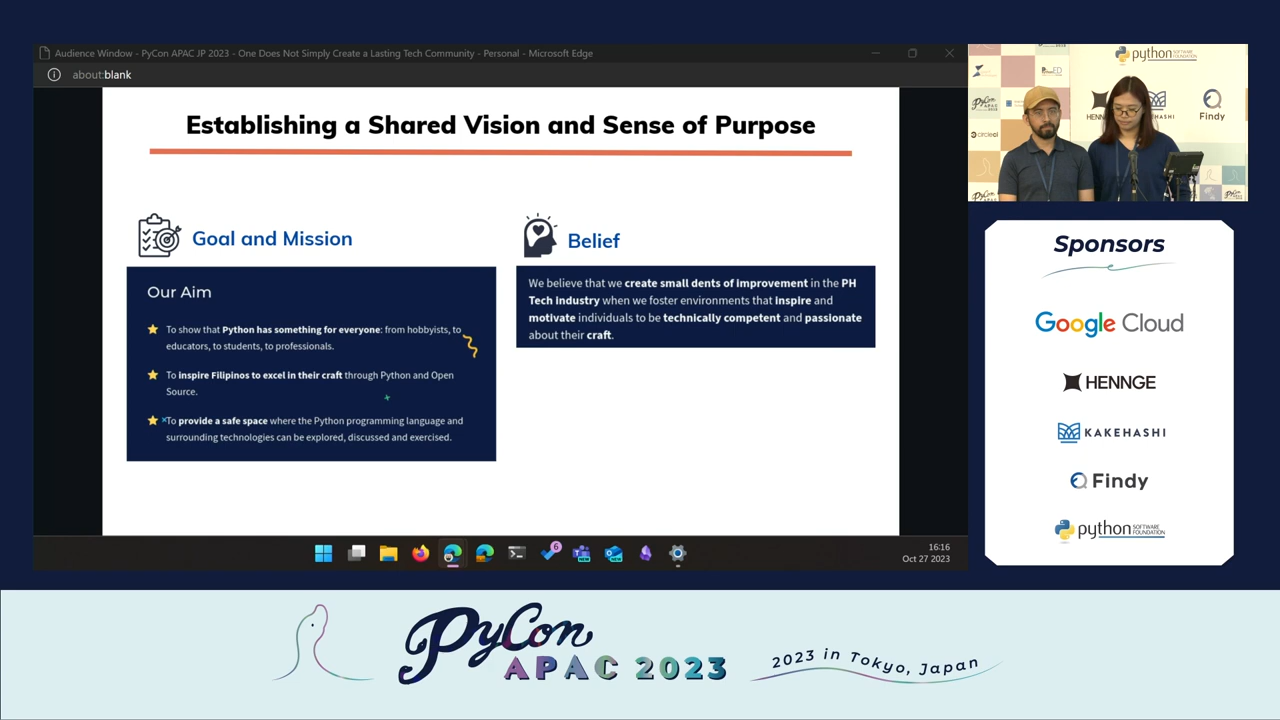 Audience Window - PyCon APAC JP 2023 - One Does Not Simply Create a Lasting Tech Community - Personal - Microsoft Edge
about:blank
Establishing a Shared Vision and Sense of Purpose
Goal and Mission
Our Aim
To show that Python has something for everyone: from hobbyists, to
educators, to students, to professionals.
To inspire Filipinos to excel in their craft through Python and Open
Source.
To provide a safe space where the Python programming language and
surrounding technologies can be explored, discussed and exercised.
Belief
We believe that we create small dents of improvement in the PH
Tech industry when we foster environments that inspire and
motivate individuals to be technically competent and passionate
about their craft.
6
16:16
Oct 27 2023
python
Findy
circleci
Sponsors
Google Cloud
HENNGE
KAKEHASHI
Findy
python SOFTWARE FOUNDATION
PyCon
APAC 2023
2023 in Tokyo, Japan